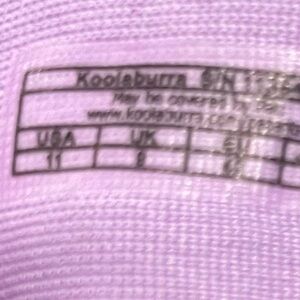 Koolaburra S/N
May be covered by
www.koolaburra.com
USA UK EU
11 9